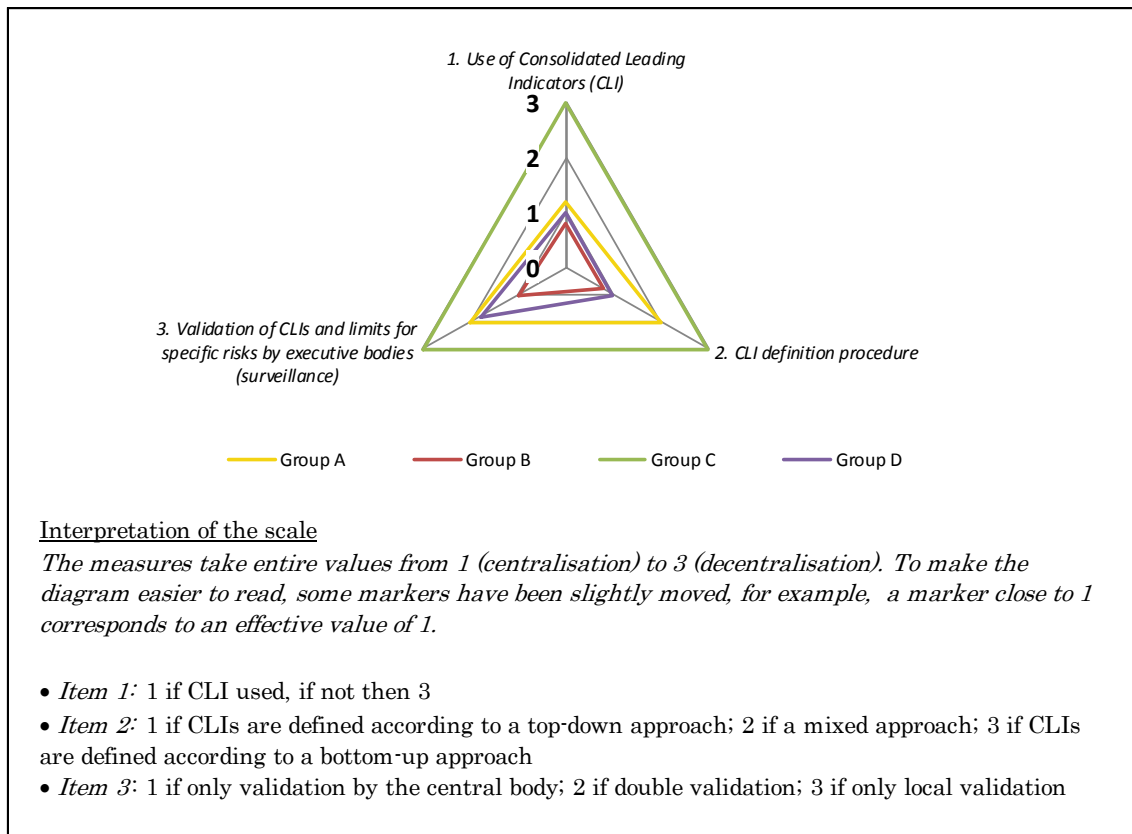 1. Use of Consolidated Leading
Indicators (CLI)
3
2
1
0
3. Validation of CLIs and limits for
specific risks by executive bodies
(surveillance)
2. CLI definition procedure
Group A
Group B
Group C
Group D
Interpretation of the scale
The measures take entire values from 1 (centralisation) to 3 (decentralisation). To make the
diagram easier to read, some markers have been slightly moved, for example, a marker close to 1
corresponds to an effective value of 1.
• Item 1: 1 if CLI used, if not then 3
• Item 2: 1 if CLIs are defined according to a top-down approach; 2 if a mixed approach; 3 if CLIs
are defined according to a bottom-up approach
• Item 3: 1 if only validation by the central body; 2 if double validation; 3 if only local validation